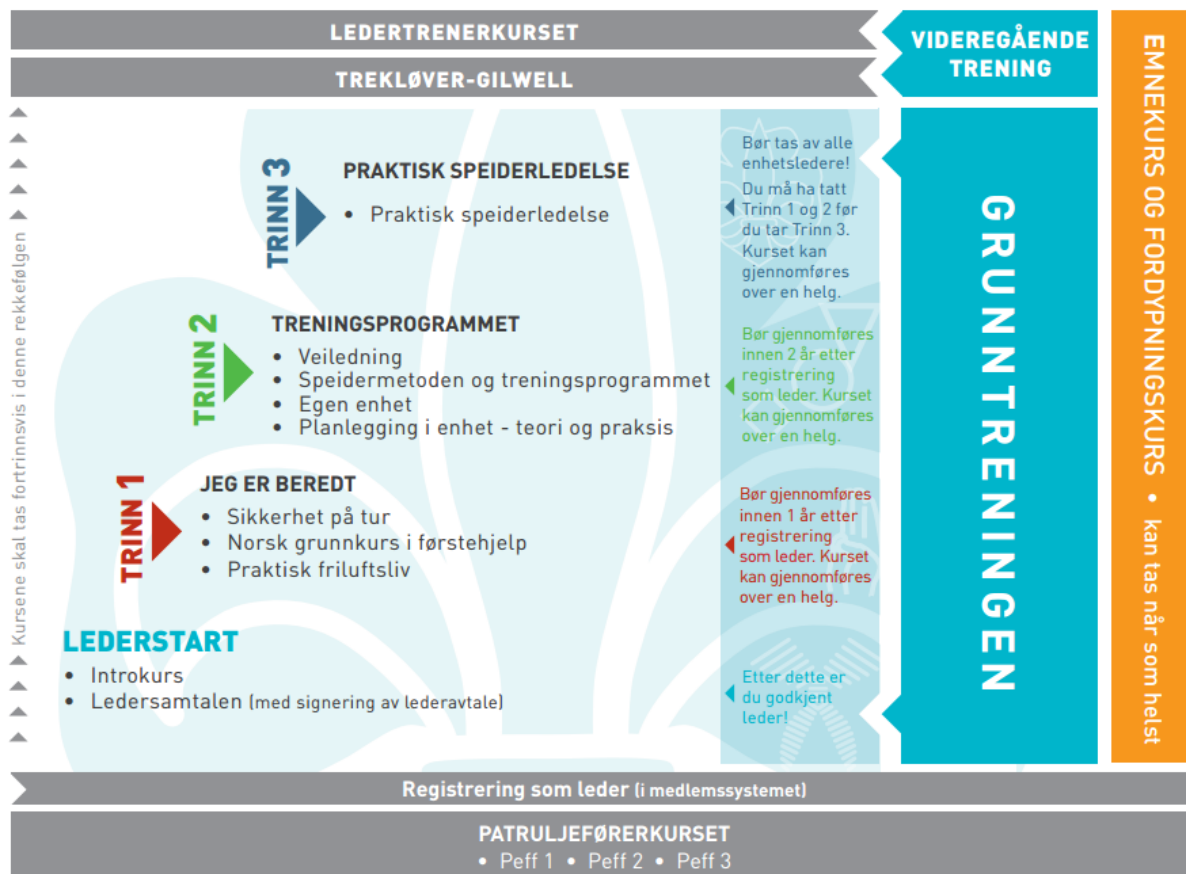 LEDERTRENERKURSET
TREKLØVER-GILWELL
VIDEREGÅENDE
TRENING
EMNEKURS OG FORDYPNINGSKURS • kan tas når som helst
GRUNNTRENINGEN
Kursene skal tas fortrinnsvis i denne rekkefølgen
TRINN 3
PRAKTISK SPEIDERLEDELSE
• Praktisk speiderledelse
Bør tas av alle
enhetsledere!
Du må ha tatt
Trinn 1 og 2 før
du tar Trinn 3.
Kurset kan
gjennomføres
over en helg.
TRINN 2
TRENINGSPROGRAMMET
• Veiledning
• Speidermetoden og treningsprogrammet
• Egen enhet
• Planlegging i enhet - teori og praksis
Bør gjennomføres
innen 2 år etter
registrering
som leder. Kurset
kan gjennomføres
over en helg.
TRINN 1
JEG ER BEREDT
• Sikkerhet på tur
• Norsk grunnkurs i førstehjelp
• Praktisk friluftsliv
Bør gjennomføres
innen 1 år etter
registrering
som leder. Kurset
kan gjennomføres
over en helg.
LEDERSTART
• Introkurs
• Ledersamtalen (med signering av lederavtale)
Etter dette er
du godkjent
leder!
Registrering som leder (i medlemssystemet)
PATRULJEFØRERKURSET
• Peff 1 • Peff 2 • Peff 3